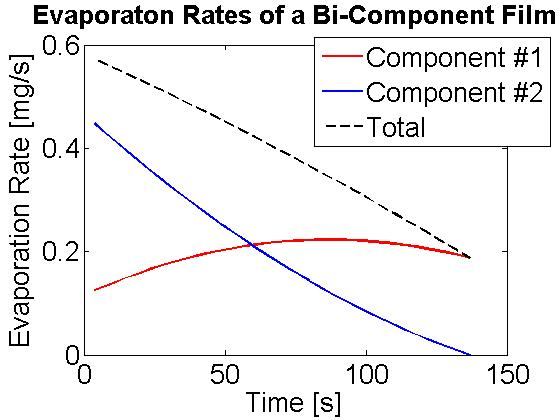 Evaporaton Rates of a Bi-Component Film
Component #1
Component #2
Total
Evaporation Rate [mg/s]
0.6
0.4
0.2
0
0
50
100
150
Time [s]